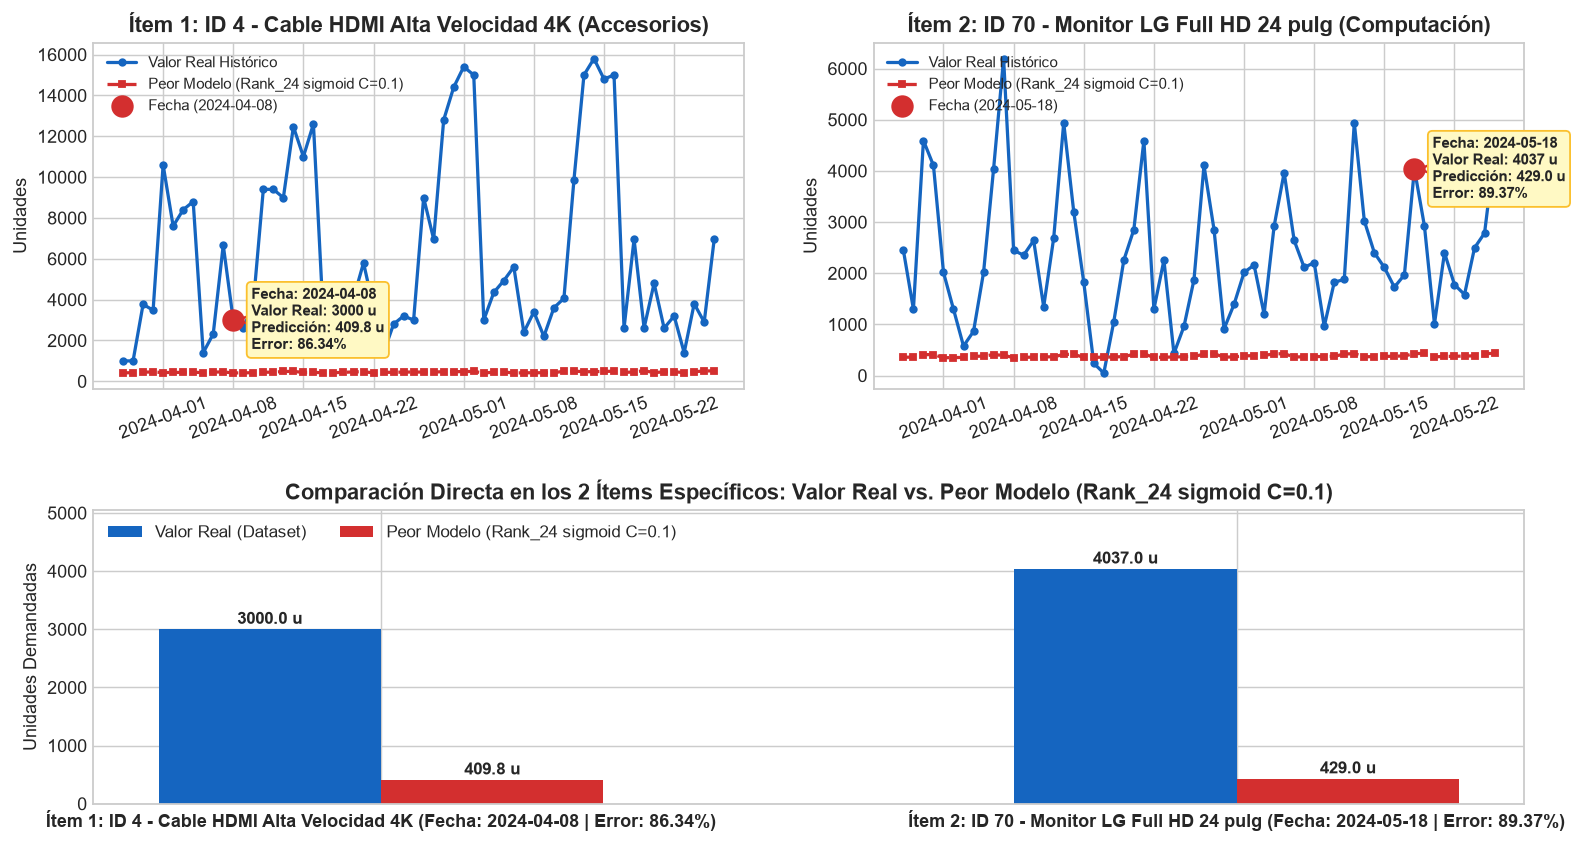 Ítem 1: ID 4 - Cable HDMI Alta Velocidad 4K (Accesorios)
Unidades
16000
14000
12000
10000
8000
6000
4000
2000
0
Valor Real Histórico
Peor Modelo (Rank_24 sigmoid C=0.1)
Fecha (2024-04-08)
Fecha: 2024-04-08
Valor Real: 3000 u
Predicción: 409.8 u
Error: 86.34%
2024-04-01
2024-04-08
2024-04-15
2024-04-22
2024-05-01
2024-05-08
2024-05-15
2024-05-22
Ítem 2: ID 70 - Monitor LG Full HD 24 pulg (Computación)
Unidades
6000
5000
4000
3000
2000
1000
0
Valor Real Histórico
Peor Modelo (Rank_24 sigmoid C=0.1)
Fecha (2024-05-18)
Fecha: 2024-05-18
Valor Real: 4037 u
Predicción: 429.0 u
Error: 89.37%
2024-04-01
2024-04-08
2024-04-15
2024-04-22
2024-05-01
2024-05-08
2024-05-15
2024-05-22
Comparación Directa en los 2 Ítems Específicos: Valor Real vs. Peor Modelo (Rank_24 sigmoid C=0.1)
Unidades Demandadas
5000
4000
3000
2000
1000
0
Valor Real (Dataset)
Peor Modelo (Rank_24 sigmoid C=0.1)
3000.0 u
409.8 u
4037.0 u
429.0 u
Ítem 1: ID 4 - Cable HDMI Alta Velocidad 4K (Fecha: 2024-04-08 | Error: 86.34%)
Ítem 2: ID 70 - Monitor LG Full HD 24 pulg (Fecha: 2024-05-18 | Error: 89.37%)